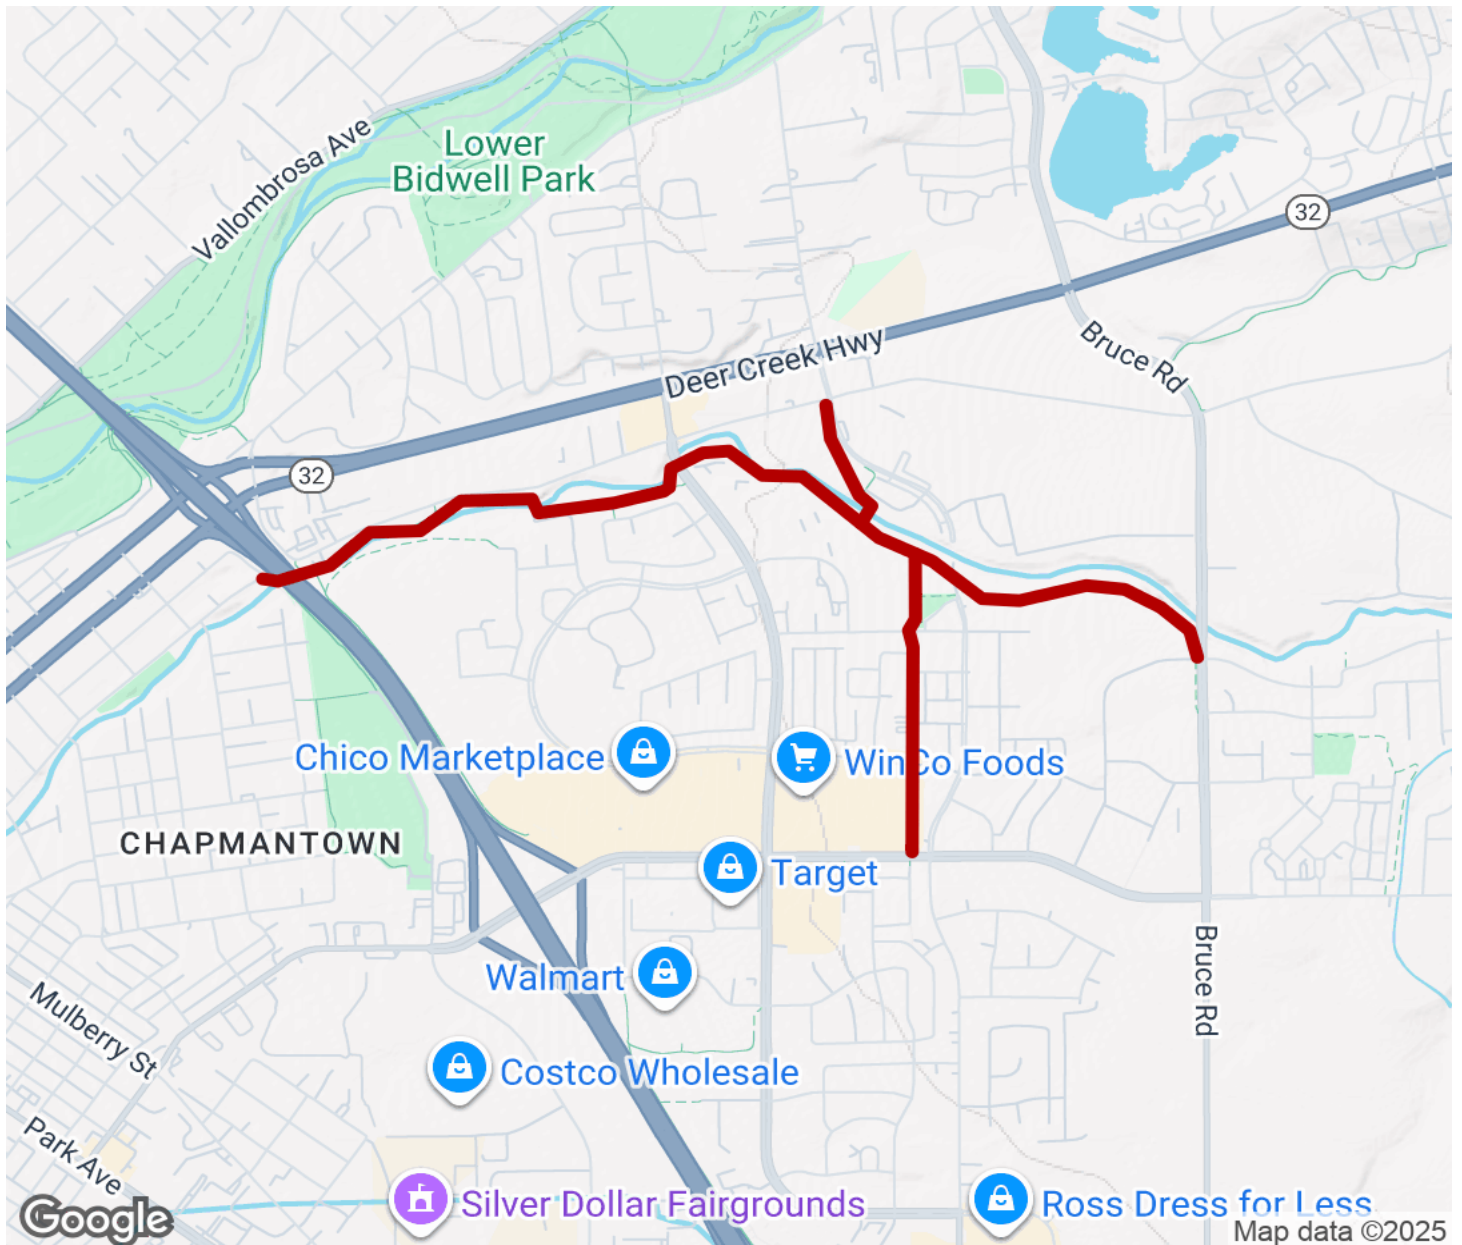 Lower
Bidwell Park
Vallombrosa Ave
32
Bruce Rd
Deer Creek Hwy
32
Chico Marketplace
WinCo Foods
CHAPMANTOWN
Target
Bruce Rd
Walmart
Mulberry St
Costco Wholesale
Park Ave
Silver Dollar Fairgrounds
Ross Dress for Less
Google
Map data ©2025